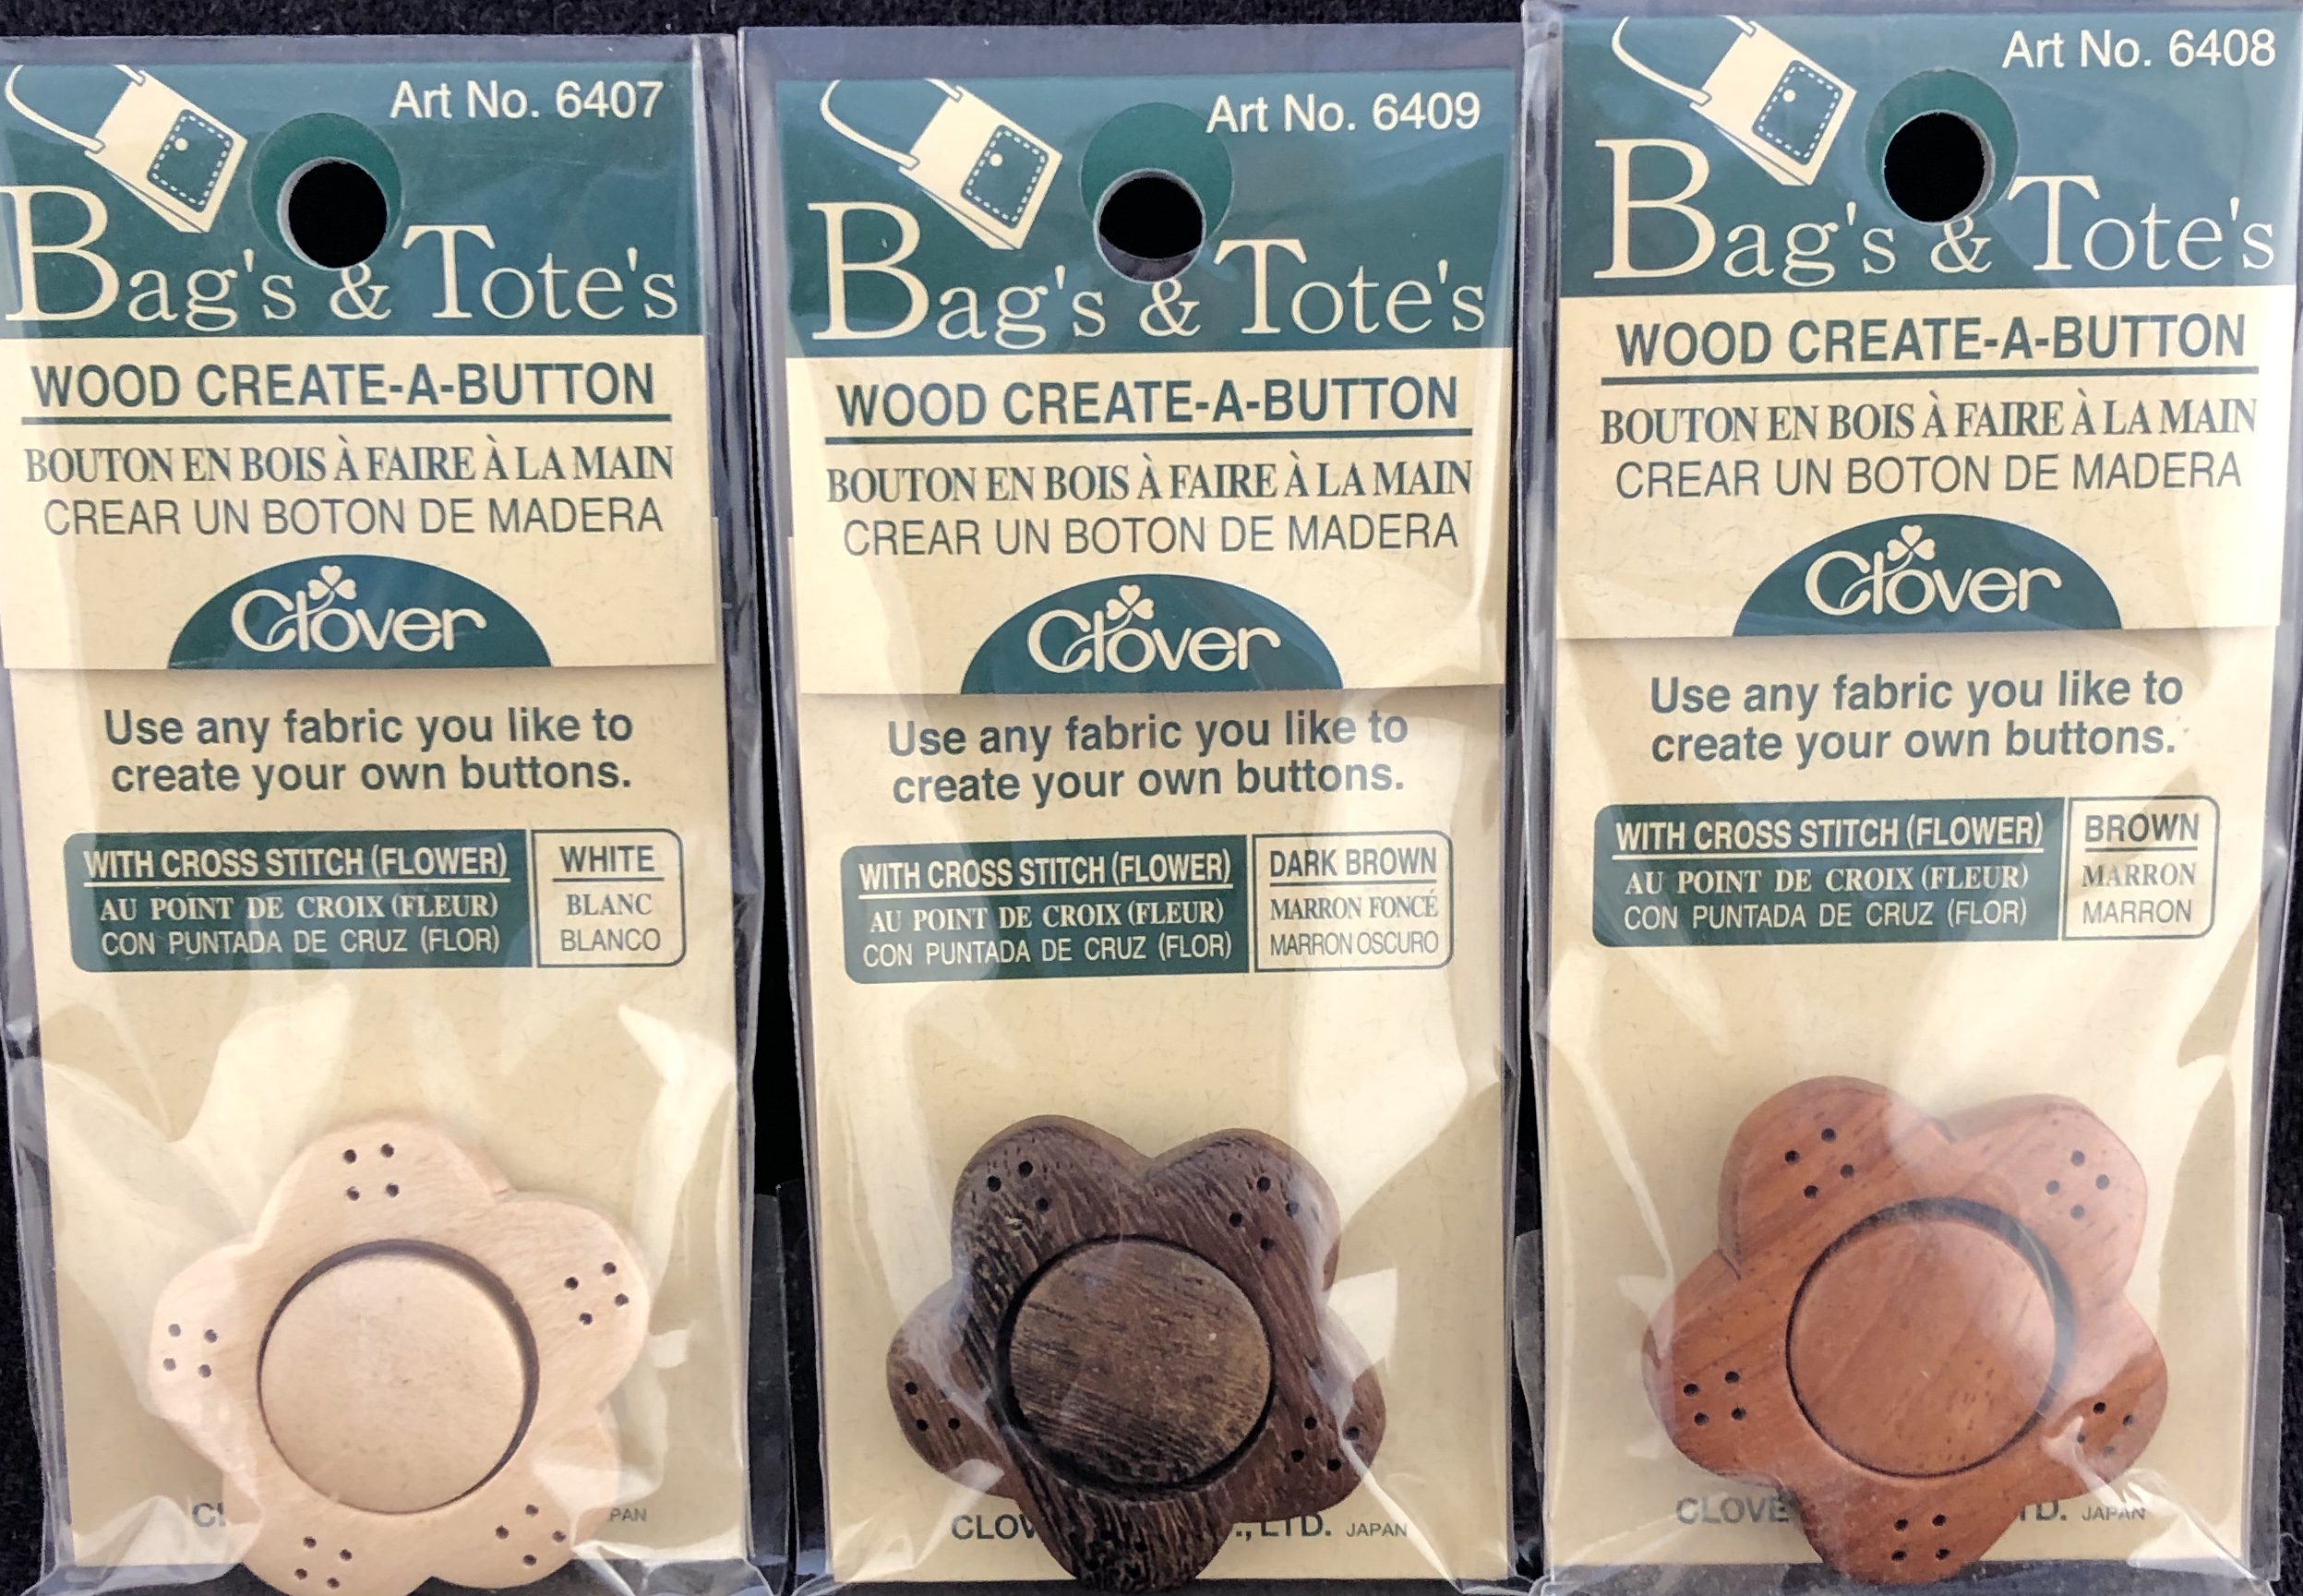 Art No. 6407
Bag's & Tote's
WOOD CREATE-A-BUTTON
BOUTON EN BOIS À FAIRE À LA MAIN
CREAR UN BOTON DE MADERA
Clover
Use any fabric you like to
create your own buttons.
WITH CROSS STITCH (FLOWER)
AU POINT DE CROIX (FLEUR)
CON PUNTADA DE CRUZ (FLOR)
WHITE
BLANC
BLANCO
Art No. 6409
Bag's & Tote's
WOOD CREATE-A-BUTTON
BOUTON EN BOIS À FAIRE À LA MAIN
CREAR UN BOTON DE MADERA
Clover
Use any fabric you like to
create your own buttons.
WITH CROSS STITCH (FLOWER)
AU POINT DE CROIX (FLEUR)
CON PUNTADA DE CRUZ (FLOR)
DARK BROWN
MARRON FONCÉ
MARRON OSCURO
LTD. JAPAN
Art No. 6408
Bag's & Tote's
WOOD CREATE-A-BUTTON
BOUTON EN BOIS À FAIRE À LA MAIN
CREAR UN BOTON DE MADERA
Clover
Use any fabric you like to
create your own buttons.
WITH CROSS STITCH (FLOWER)
AU POINT DE CROIX (FLEUR)
CON PUNTADA DE CRUZ (FLOR)
BROWN
MARRON
MARRON
JAPAN